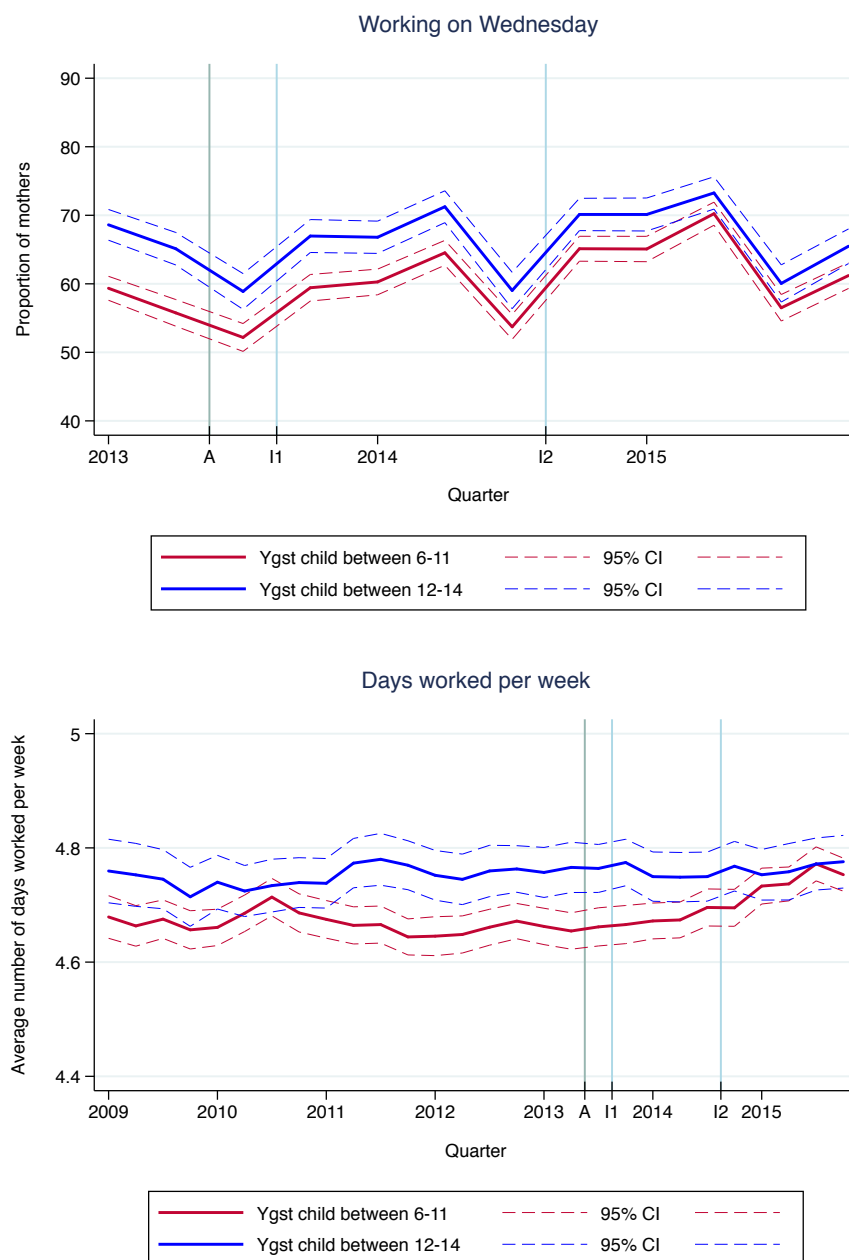 Working on Wednesday
Proportion of mothers
90
80
70
60
50
40
2013 A I1 2014 I2 2015
Quarter
Ygst child between 6-11 95% CI
Ygst child between 12-14 95% CI
Days worked per week
Average number of days worked per week
5
4.8
4.6
4.4
2009 2010 2011 2012 2013 A I1 2014 I2 2015
Quarter
Ygst child between 6-11 95% CI
Ygst child between 12-14 95% CI